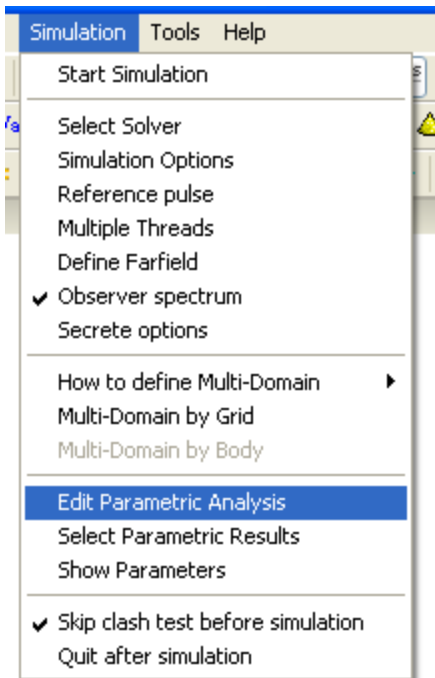 Simulation Tools Help
Start Simulation
Select Solver
Simulation Options
Reference pulse
Multiple Threads
Define Farfield
Observer spectrum
Secrete options
How to define Multi-Domain
Multi-Domain by Grid
Multi-Domain by Body
Edit Parametric Analysis
Select Parametric Results
Show Parameters
Skip clash test before simulation
Quit after simulation